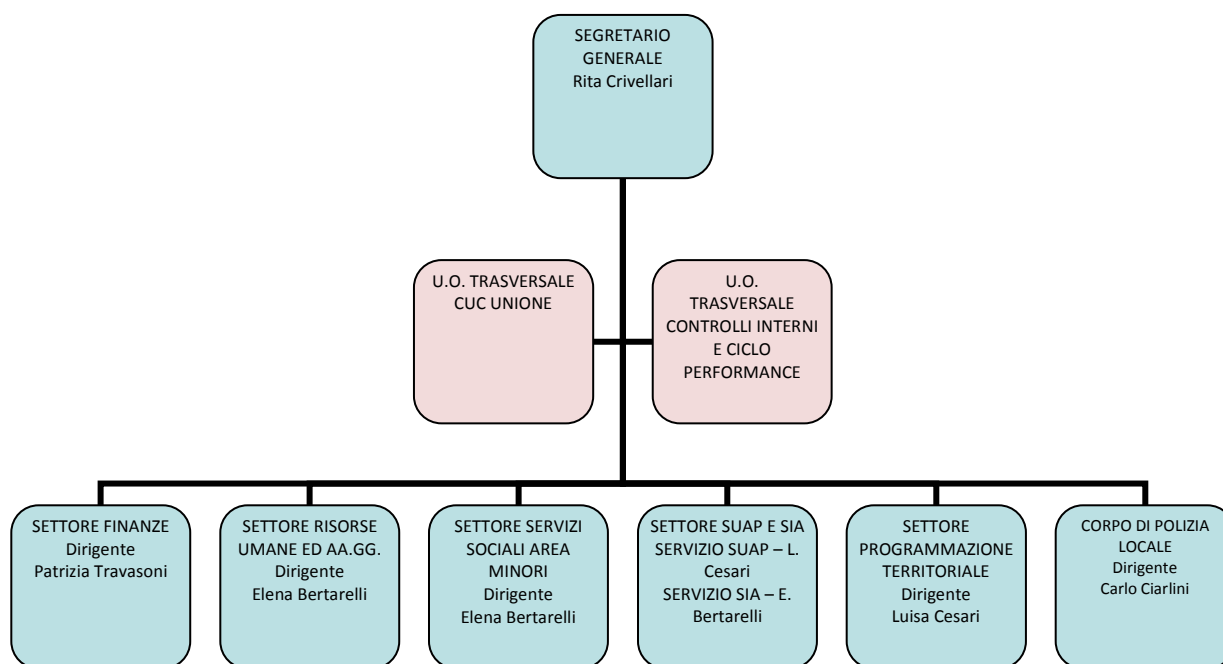 SEGRETARIO
GENERALE
Rita Crivellari
U.O. TRASVERSALE
CUC UNIONE
U.O.
TRASVERSALE
CONTROLLI INTERNI
E CICLO
PERFORMANCE
SETTORE FINANZE
Dirigente
Patrizia Travasoni
SETTORE RISORSE
UMANE ED AA.GG.
Dirigente
Elena Bertarelli
SETTORE SERVIZI
SOCIALI AREA
MINORI
Dirigente
Elena Bertarelli
SETTORE SUAP E SIA
SERVIZIO SUAP – L.
Cesari
SERVIZIO SIA – E.
Bertarelli
SETTORE
PROGRAMMAZIONE
TERRITORIALE
Dirigente
Luisa Cesari
CORPO DI POLIZIA
LOCALE
Dirigente
Carlo Ciarlini